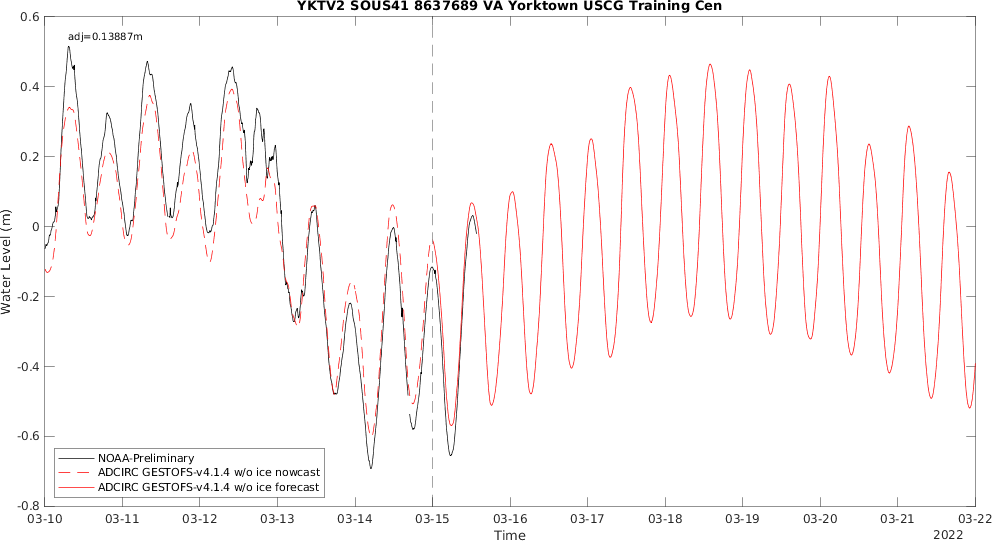 YKTV2 SOUS41 8637689 VA Yorktown USCG Training Cen
adj=0.13887m
0.6
0.4
0.2
0
-0.2
-0.4
-0.6
-0.8
Water Level (m)
NOAA-Preliminary
ADCIRC GESTOFS-v4.1.4 w/o ice nowcast
ADCIRC GESTOFS-v4.1.4 w/o ice forecast
03-10 03-11 03-12 03-13 03-14 03-15 03-16 03-17 03-18 03-19 03-20 03-21 03-22
Time
2022